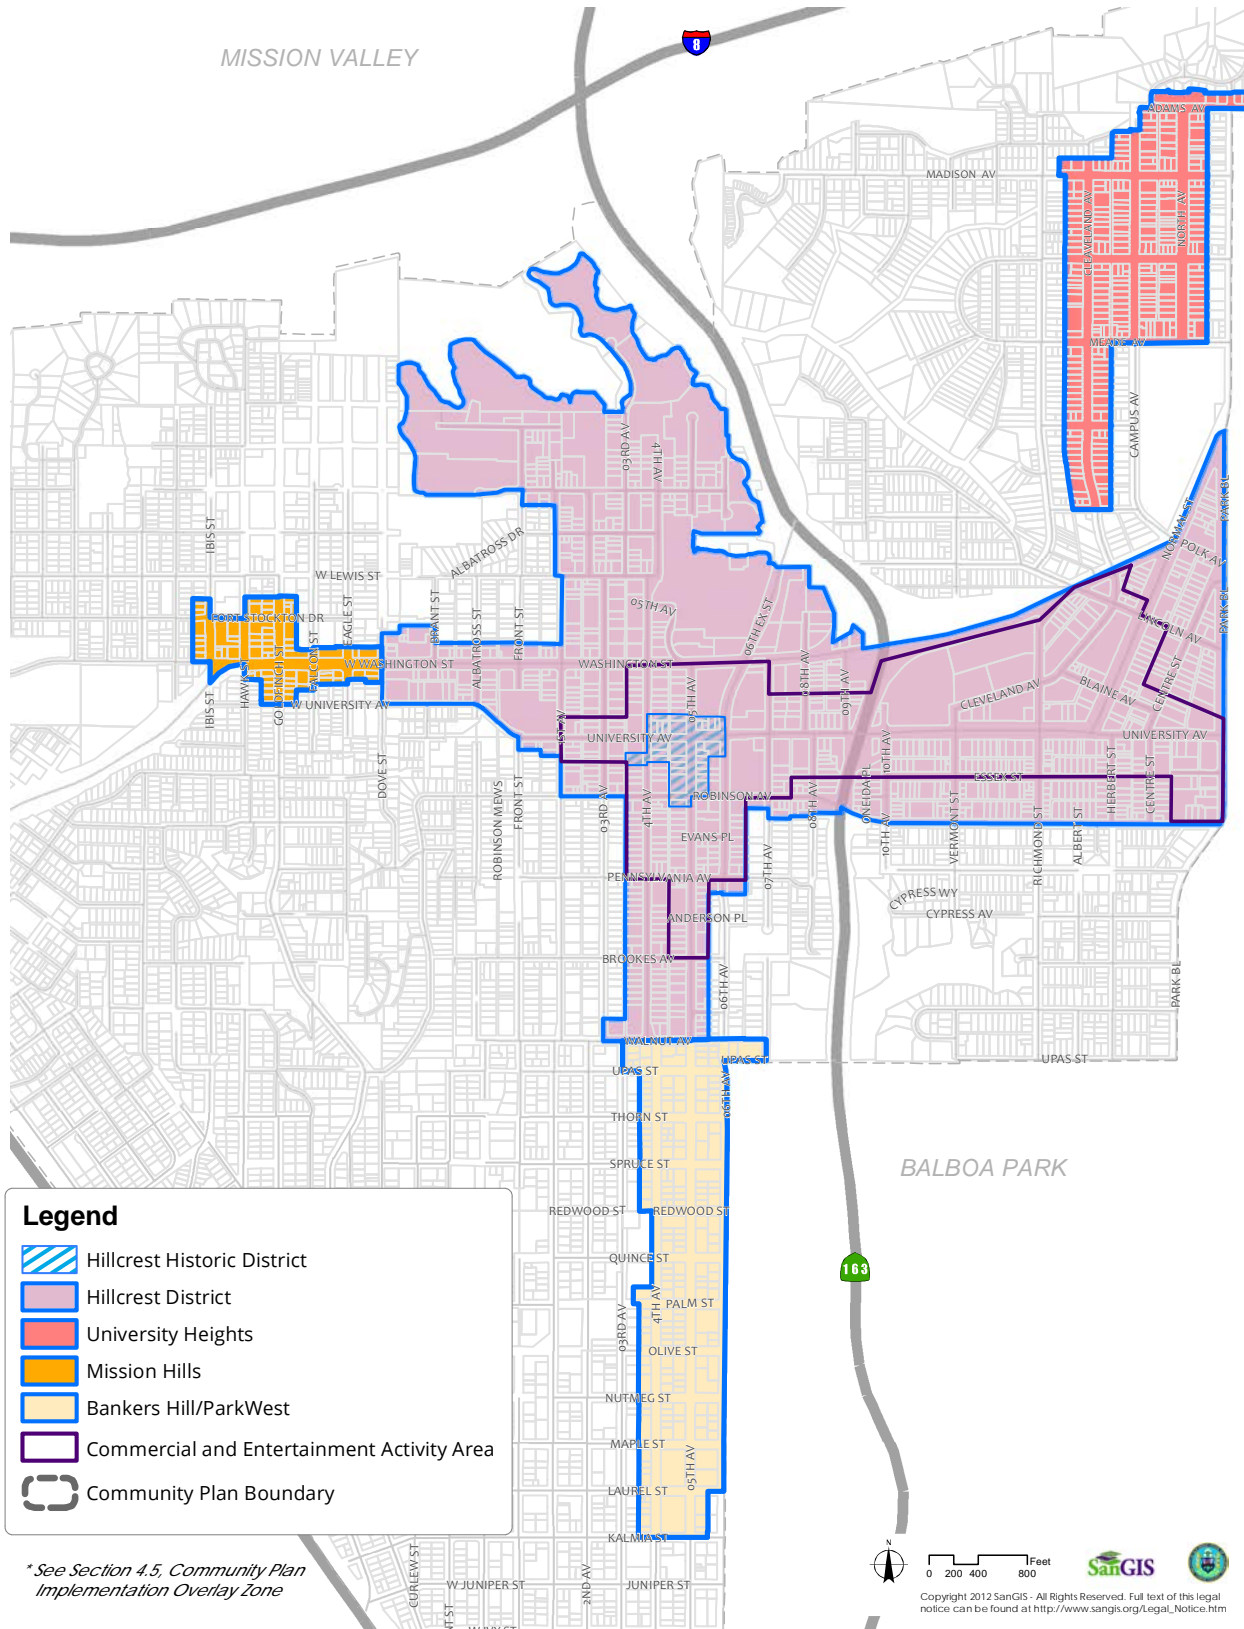 MISSION VALLEY
8
ADAMS AV
MADISON AV
CLEAVELAND AV
NORTH AV
MEADE AV
CAMPUS AV
03RD AV
4TH AV
NORMAL ST
PARK BL
POLK AV
IBIS ST
ALBATROSS DR
W LEWIS ST
FORT STOCKTON DR
EAGLE ST
BRANT ST
ALBATROSS ST
FRONT ST
05TH AV
06TH EX ST
PARK BL
LINCOLN AV
FALCON ST
W WASHINGTON ST
WASHINGTON ST
08TH AV
09TH AV
CENTRE ST
HAWK ST
GOLDFINCH ST
IBIS ST
W UNIVERSITY AV
05TH AV
CLEVELAND AV
BLAINE AV
1ST AV
UNIVERSITY AV
UNIVERSITY AV
10TH AV
DOVE ST
ROBINSON MEWS
FRONT ST
03RD AV
4TH AV
ROBINSON AV
ESSEX ST
HERBERT ST
CENTRE ST
08TH AV
ONEIDA PL
10TH AV
VERMONT ST
RICHMOND ST
ALBERT ST
EVANS PL
07TH AV
PENNSYLVANIA AV
CYPRESS WY
CYPRESS AV
ANDERSON PL
BROOKES AV
06TH AV
PARK BL
WALNUT AV
UPAS ST
UPAS ST
UPAS ST
06TH AV
THORN ST
SPRUCE ST
BALBOA PARK
REDWOOD ST
REDWOOD ST
QUINCE ST
163
03RD AV
4TH AV
PALM ST
OLIVE ST
NUTMEG ST
MAPLE ST
05TH AV
LAUREL ST
KALMIA ST
CURLEW ST
W JUNIPER ST
2ND AV
JUNIPER ST
Legend
Hillcrest Historic District
Hillcrest District
University Heights
Mission Hills
Bankers Hill/ParkWest
Commercial and Entertainment Activity Area
Community Plan Boundary
* See Section 4.5, Community Plan
Implementation Overlay Zone
N
Feet
0 200 400 800
SanGIS
Copyright 2012 SanGIS - All Rights Reserved. Full text of this legal
notice can be found at http://www.sangis.org/Legal_Notice.htm